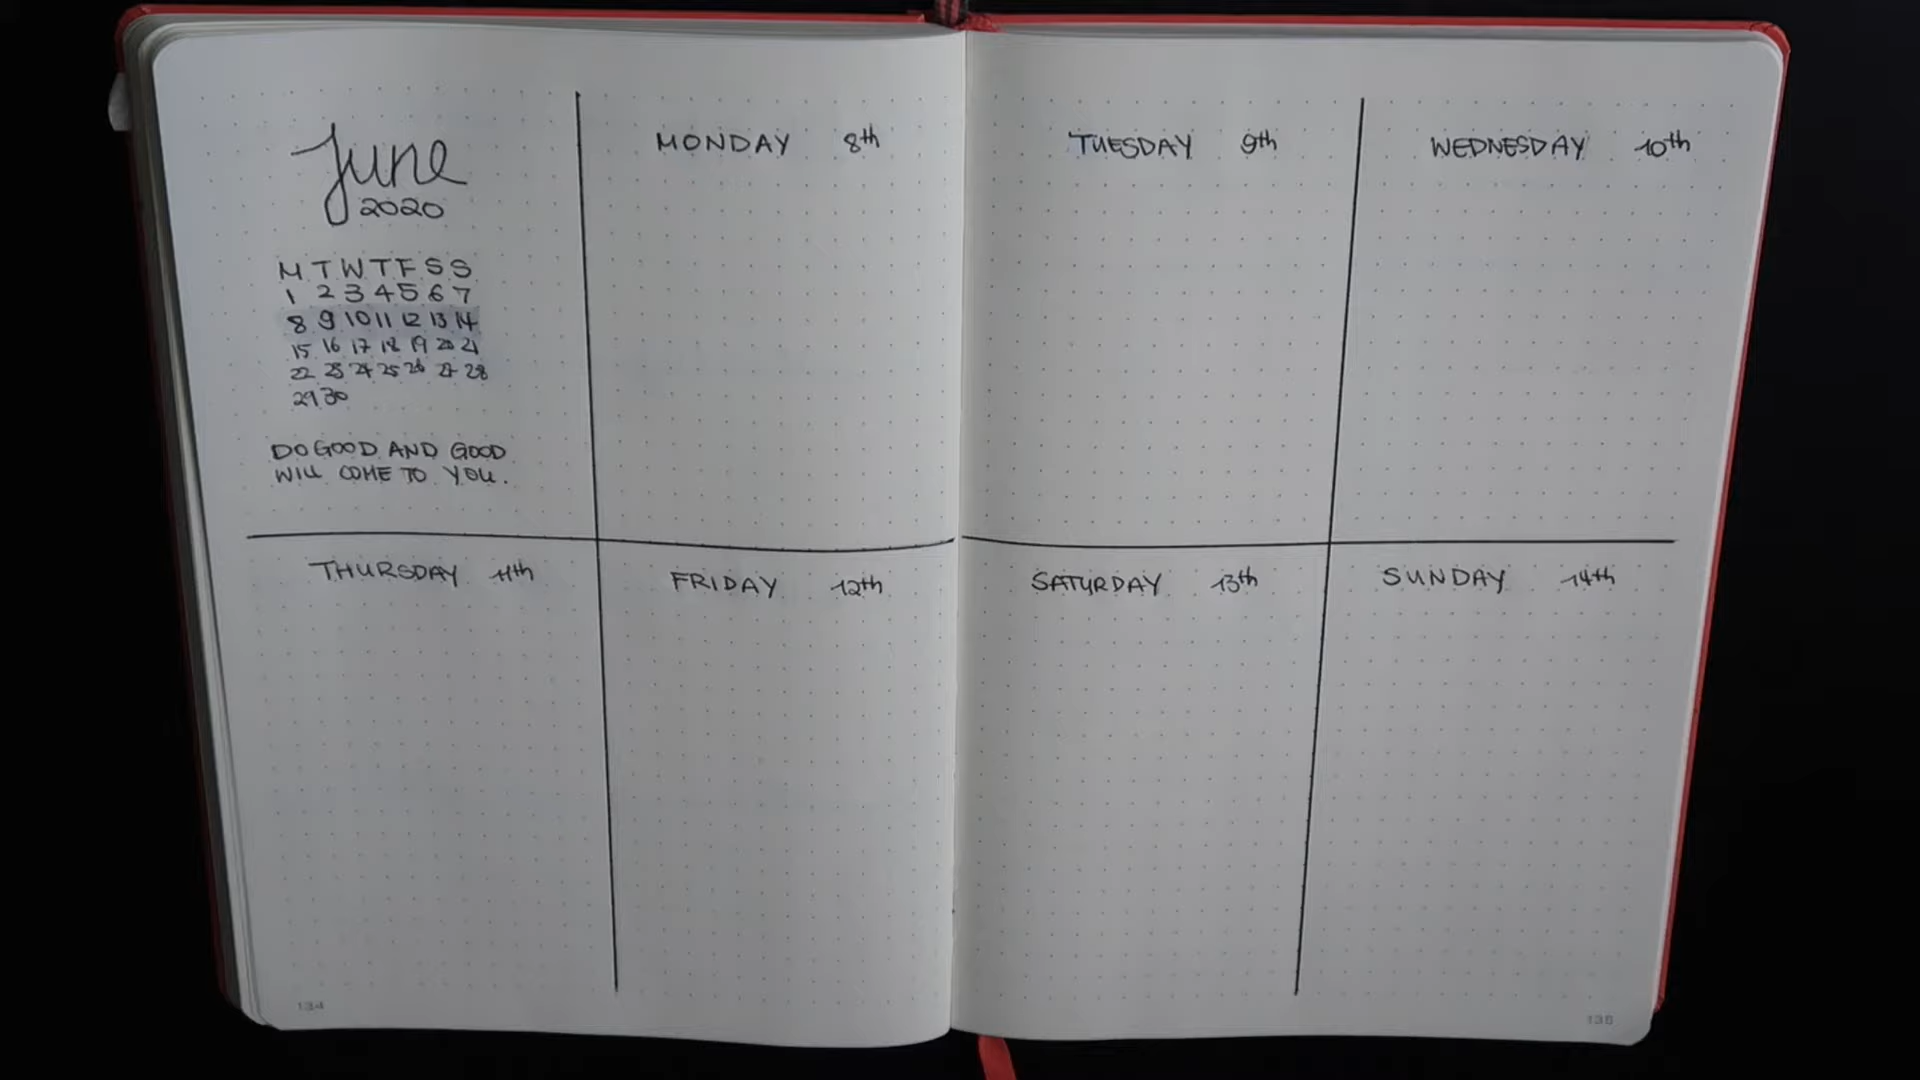 June
2020
M T W T F S S
1 2 3 4 5 6 7
8 9 10 11 12 13 14
15 16 17 18 19 20 21
22 23 24 25 26 27 28
29 30
DO GOOD AND GOOD
WILL COME TO YOU.
MONDAY 8th
TUESDAY 9th
WEDNESDAY 10th
THURSDAY 11th
FRIDAY 12th
SATURDAY 13th
SUNDAY 14th
134
135